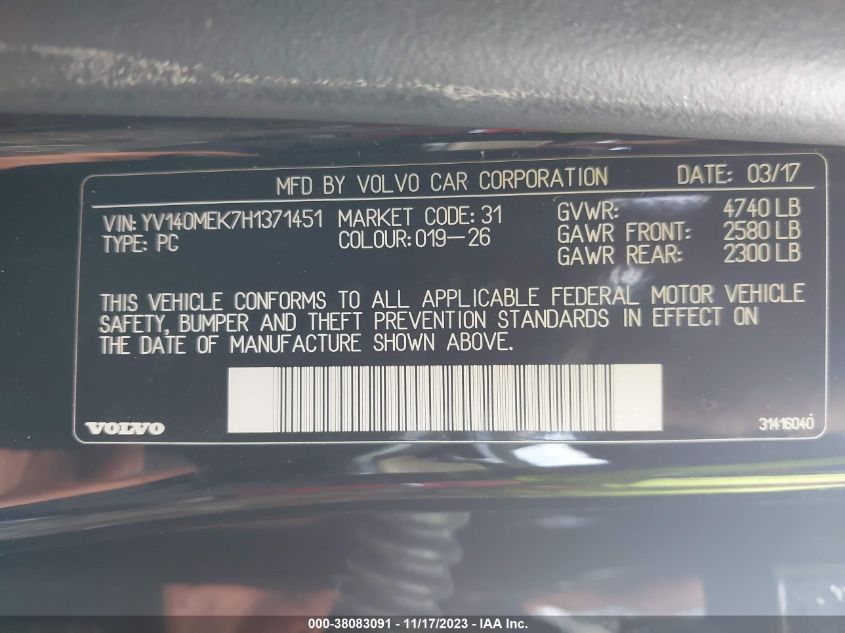 MFD BY VOLVO CAR CORPORATION DATE: 03/17
VIN: YV140MEK7H1371451 MARKET CODE: 31 GVWR: 4740 LB
TYPE: PC COLOUR: 019-26 GAWR FRONT: 2580 LB
GAWR REAR: 2300 LB
THIS VEHICLE CONFORMS TO ALL APPLICABLE FEDERAL MOTOR VEHICLE
SAFETY, BUMPER AND THEFT PREVENTION STANDARDS IN EFFECT ON
THE DATE OF MANUFACTURE SHOWN ABOVE.
VOLVO 31416040
000-38083091 - 11/17/2023 - IAA Inc.